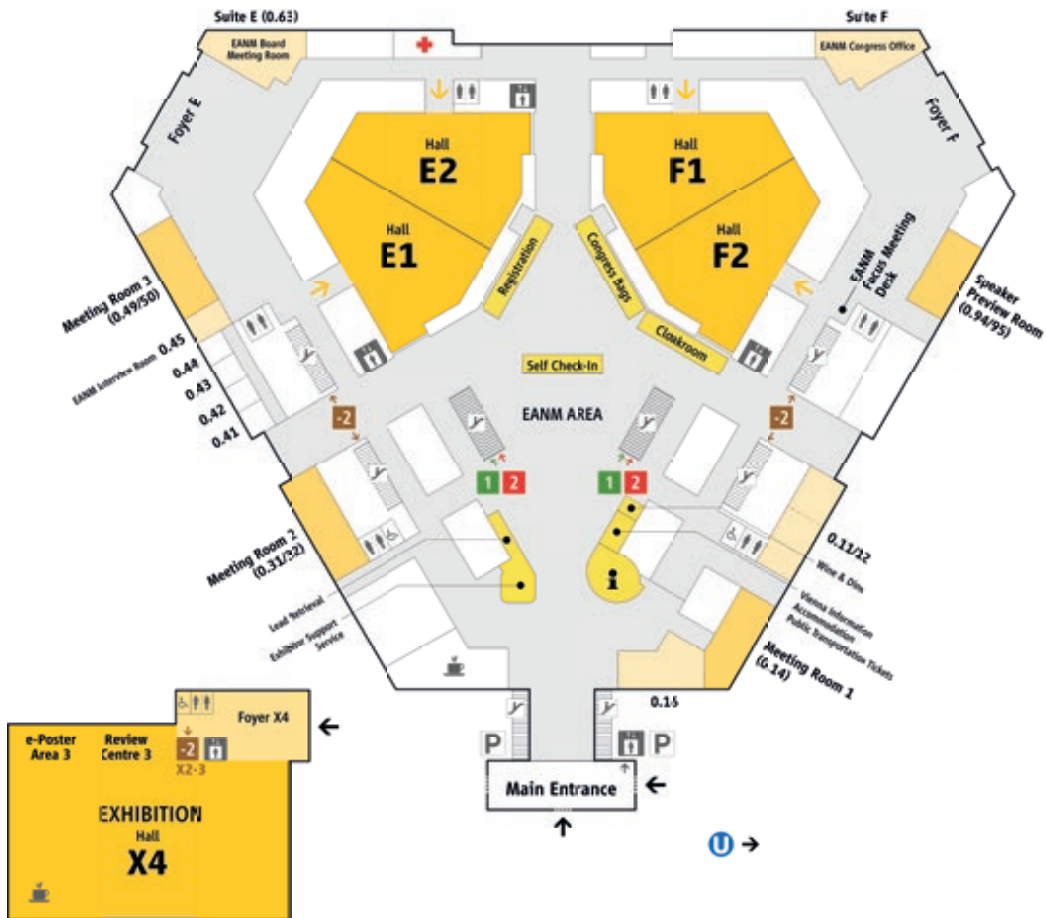 Suite E (0.63)
Suite F
EANM Board
Meeting Room
EANM Congress Office
Foyer E
Foyer F
Hall
E2
Hall
F1
Hall
E1
Hall
F2
Registration
Congress Bags
Cloakroom
Self Check-In
EANM AREA
EANM
Focus Meeting
Desk
Speaker
Preview Room
(0.94/95)
Meeting Room 3
(0.49/50)
EANM Interview Room 0.45
0.44
0.43
0.42
0.41
-2
-2
1 2
1 2
Meeting Room 2
(0.31/32)
Lead Retrieval
Exhibitor Support
Service
i
0.11/12
Wine & Dine
Vienna Information
Accommodation
Public Transportation Tickets
Meeting Room 1
(0.14)
0.15
P
P
Main Entrance
U
Foyer X4
e-Poster
Area 3
Review
Centre 3
-2
X2-3
EXHIBITION
Hall
X4